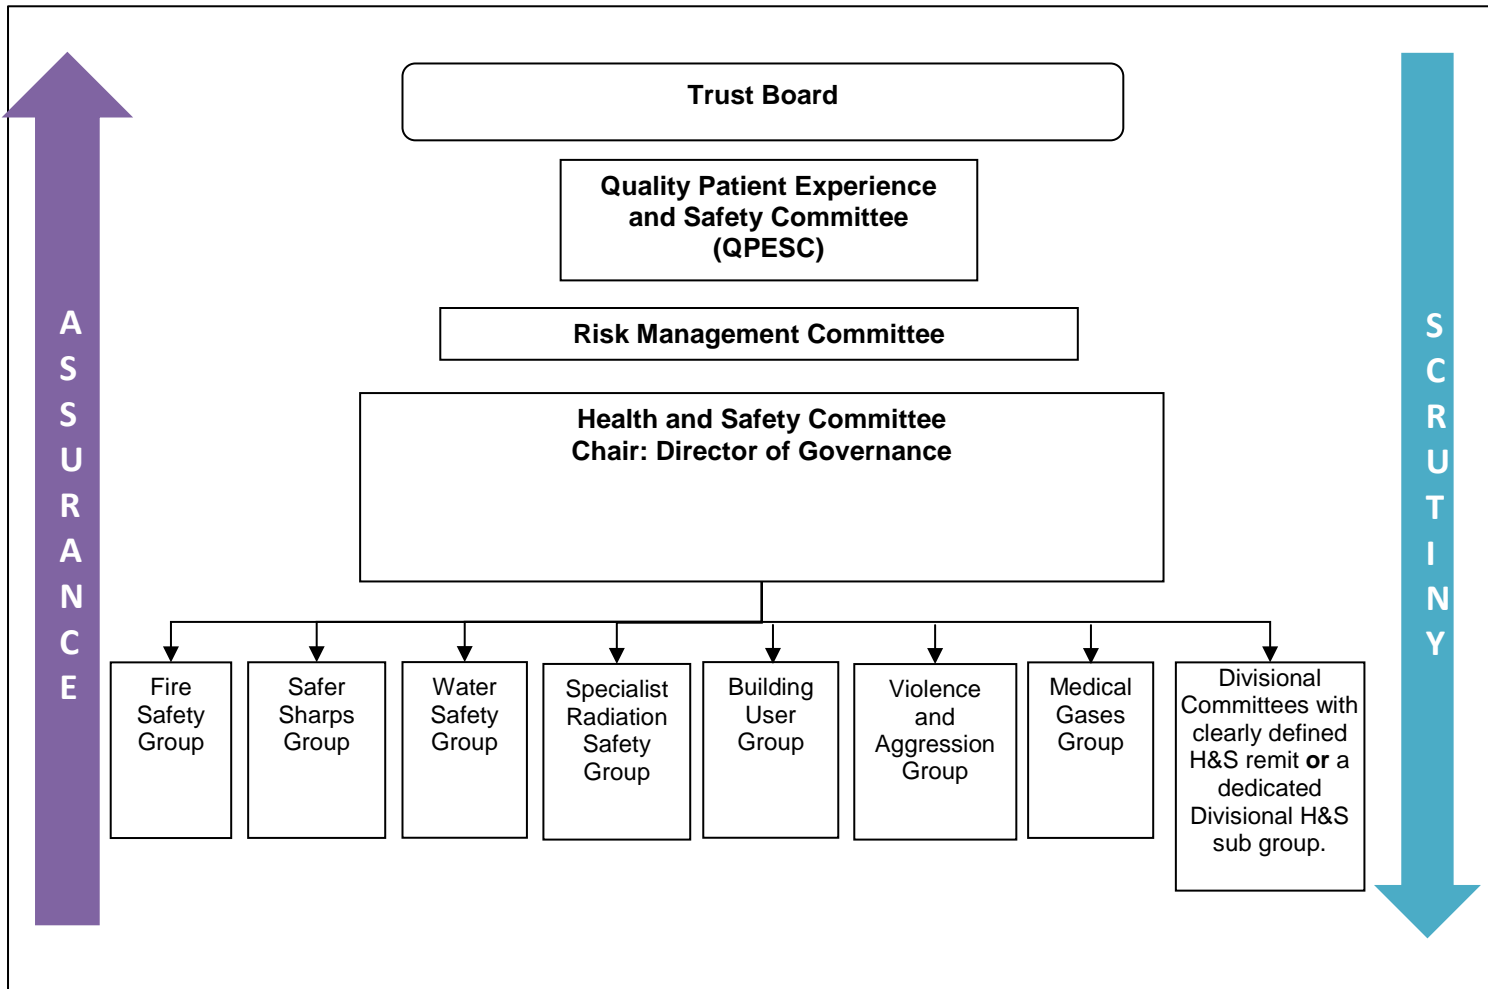 Trust Board
Quality Patient Experience
and Safety Committee
(QPESC)
Risk Management Committee
Health and Safety Committee
Chair: Director of Governance
ASSURANCE
SCRUTINY
Fire
Safety
Group
Safer
Sharps
Group
Water
Safety
Group
Specialist
Radiation
Safety
Group
Building
User
Group
Violence
and
Aggression
Group
Medical
Gases
Group
Divisional
Committees with
clearly defined
H&S remit or a
dedicated
Divisional H&S
sub group.